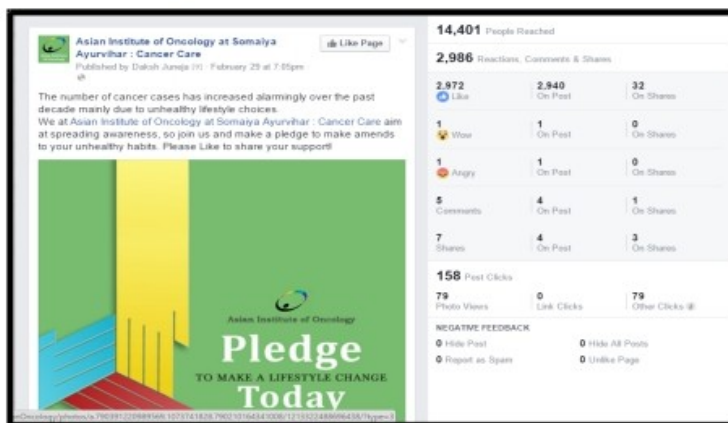 Asian Institute of Oncology at Somaiya
Ayurvihar : Cancer Care
Published by Daksh Juneja [?] · February 29 at 7:05pm
Like Page
The number of cancer cases has increased alarmingly over the past
decade mainly due to unhealthy lifestyle choices.
We at Asian Institute of Oncology at Somaiya Ayurvihar : Cancer Care aim
at spreading awareness, so join us and make a pledge to make amends
to your unhealthy habits. Please Like to share your support!
Asian Institute of Oncology
Pledge
TO MAKE A LIFESTYLE CHANGE
Today
14,401 People Reached
2,986 Reactions, Comments & Shares
2,972 2,940 32
Like On Post On Shares
1 1 0
Wow On Post On Shares
1 1 0
Angry On Post On Shares
5 4 1
Comments On Post On Shares
7 4 3
Shares On Post On Shares
158 Post Clicks
79 0 79
Photo Views Link Clicks Other Clicks
NEGATIVE FEEDBACK
0 Hide Post 0 Hide All Posts
0 Report as Spam 0 Unlike Page